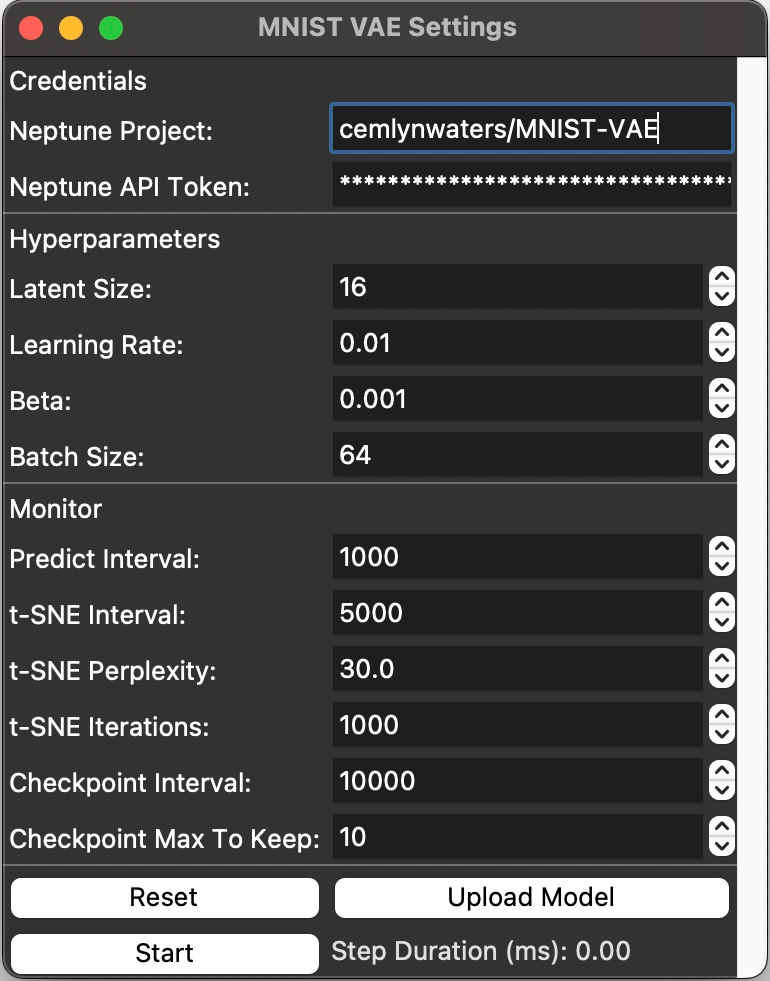 MNIST VAE Settings
Credentials
Neptune Project: cemlynwaters/MNIST-VAE
Neptune API Token: *********************************
Hyperparameters
Latent Size: 16
Learning Rate: 0.01
Beta: 0.001
Batch Size: 64
Monitor
Predict Interval: 1000
t-SNE Interval: 5000
t-SNE Perplexity: 30.0
t-SNE Iterations: 1000
Checkpoint Interval: 10000
Checkpoint Max To Keep: 10
Reset Upload Model
Start Step Duration (ms): 0.00